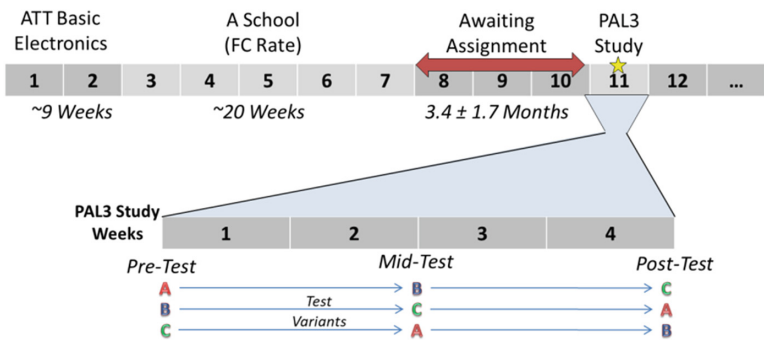 ATT Basic
Electronics
A School
(FC Rate)
Awaiting
Assignment
PAL3
Study
1 2 3 4 5 6 7 8 9 10 11 12 ...
~9 Weeks ~20 Weeks 3.4 ± 1.7 Months
PAL3 Study
Weeks
1 2 3 4
Pre-Test Mid-Test Post-Test
A B C
B Test C A
C Variants A B